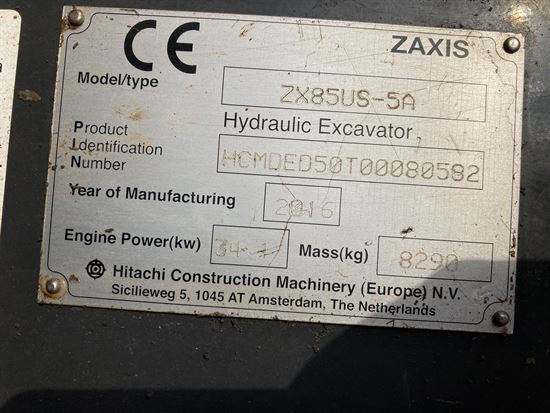 CE ZAXIS
Model/type ZX85US-5A
Product Hydraulic Excavator
Identification HCMDED50T00080582
Number
Year of Manufacturing 2016
Engine Power(kw)
Mass(kg) 8290
Hitachi Construction Machinery (Europe) N.V.
Sicilieweg 5, 1045 AT Amsterdam, The Netherlands